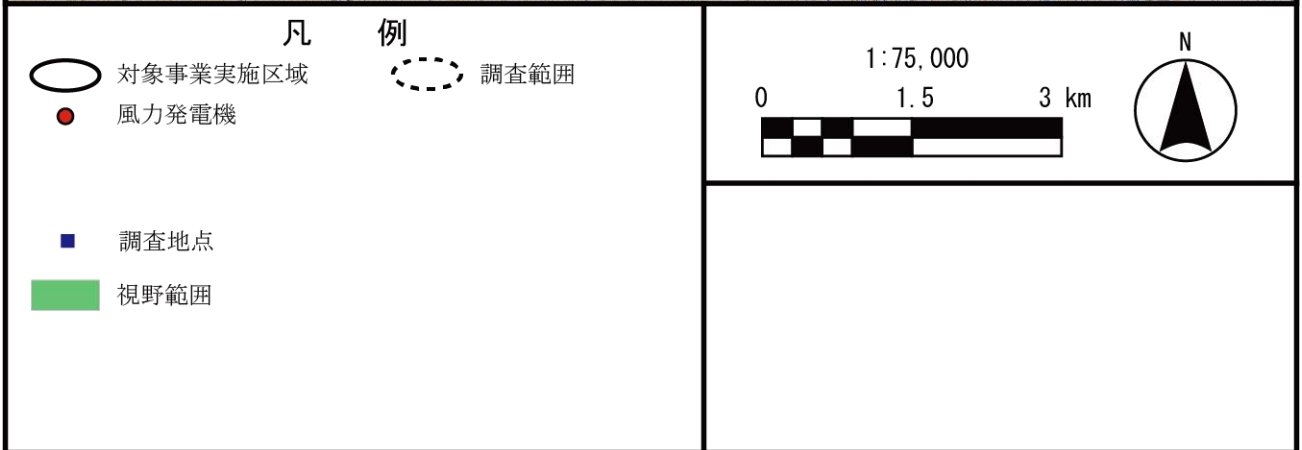 凡 例
対象事業実施区域
調査範囲
風力発電機
調査地点
視野範囲
1:75,000
0 1.5 3 km
N